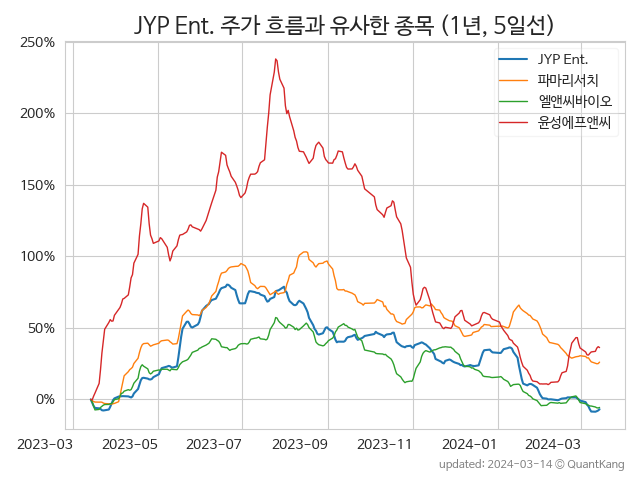 JYP Ent. 주가 흐름과 유사한 종목 (1년, 5일선)
JYP Ent.
파마리서치
엘앤씨바이오
윤성에프앤씨
250%
200%
150%
100%
50%
0%
2023-03 2023-05 2023-07 2023-09 2023-11 2024-01 2024-03
updated: 2024-03-14 © QuantKang